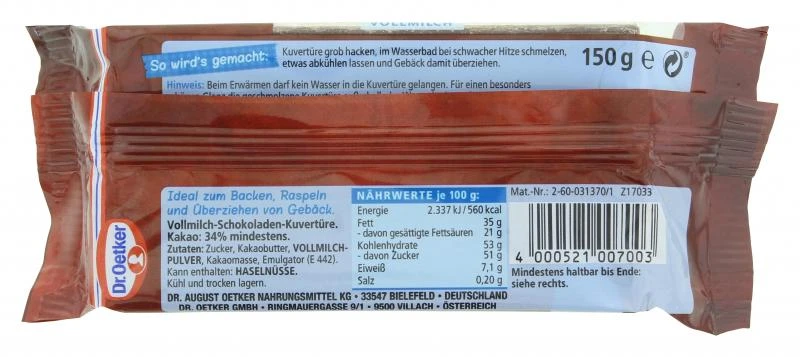 VOLLMILCH
So wird's gemacht:
Kuvertüre grob hacken, im Wasserbad bei schwacher Hitze schmelzen,
etwas abkühlen lassen und Gebäck damit überziehen.
150 g e
Hinweis: Beim Erwärmen darf kein Wasser in die Kuvertüre gelangen. Für einen besonders
Dr.Oetker
Ideal zum Backen, Raspeln
und Überziehen von Gebäck.
Vollmilch-Schokoladen-Kuvertüre.
Kakao: 34% mindestens.
Zutaten: Zucker, Kakaobutter, VOLLMILCH-
PULVER, Kakaomasse, Emulgator (E 442).
Kann enthalten: HASELNÜSSE.
Kühl und trocken lagern.
NÄHRWERTE je 100 g:
Energie 2.337 kJ/560 kcal
Fett 35 g
- davon gesättigte Fettsäuren 21 g
Kohlenhydrate 53 g
- davon Zucker 51 g
Eiweiß 7,1 g
Salz 0,20 g
Mat.-Nr.: 2-60-031370/1 Z17033
4 000521 007003
Mindestens haltbar bis Ende:
siehe rechts.
DR. AUGUST OETKER NAHRUNGSMITTEL KG • 33547 BIELEFELD • DEUTSCHLAND
DR. OETKER GMBH • RINGMAUERGASSE 9/1 • 9500 VILLACH • ÖSTERREICH